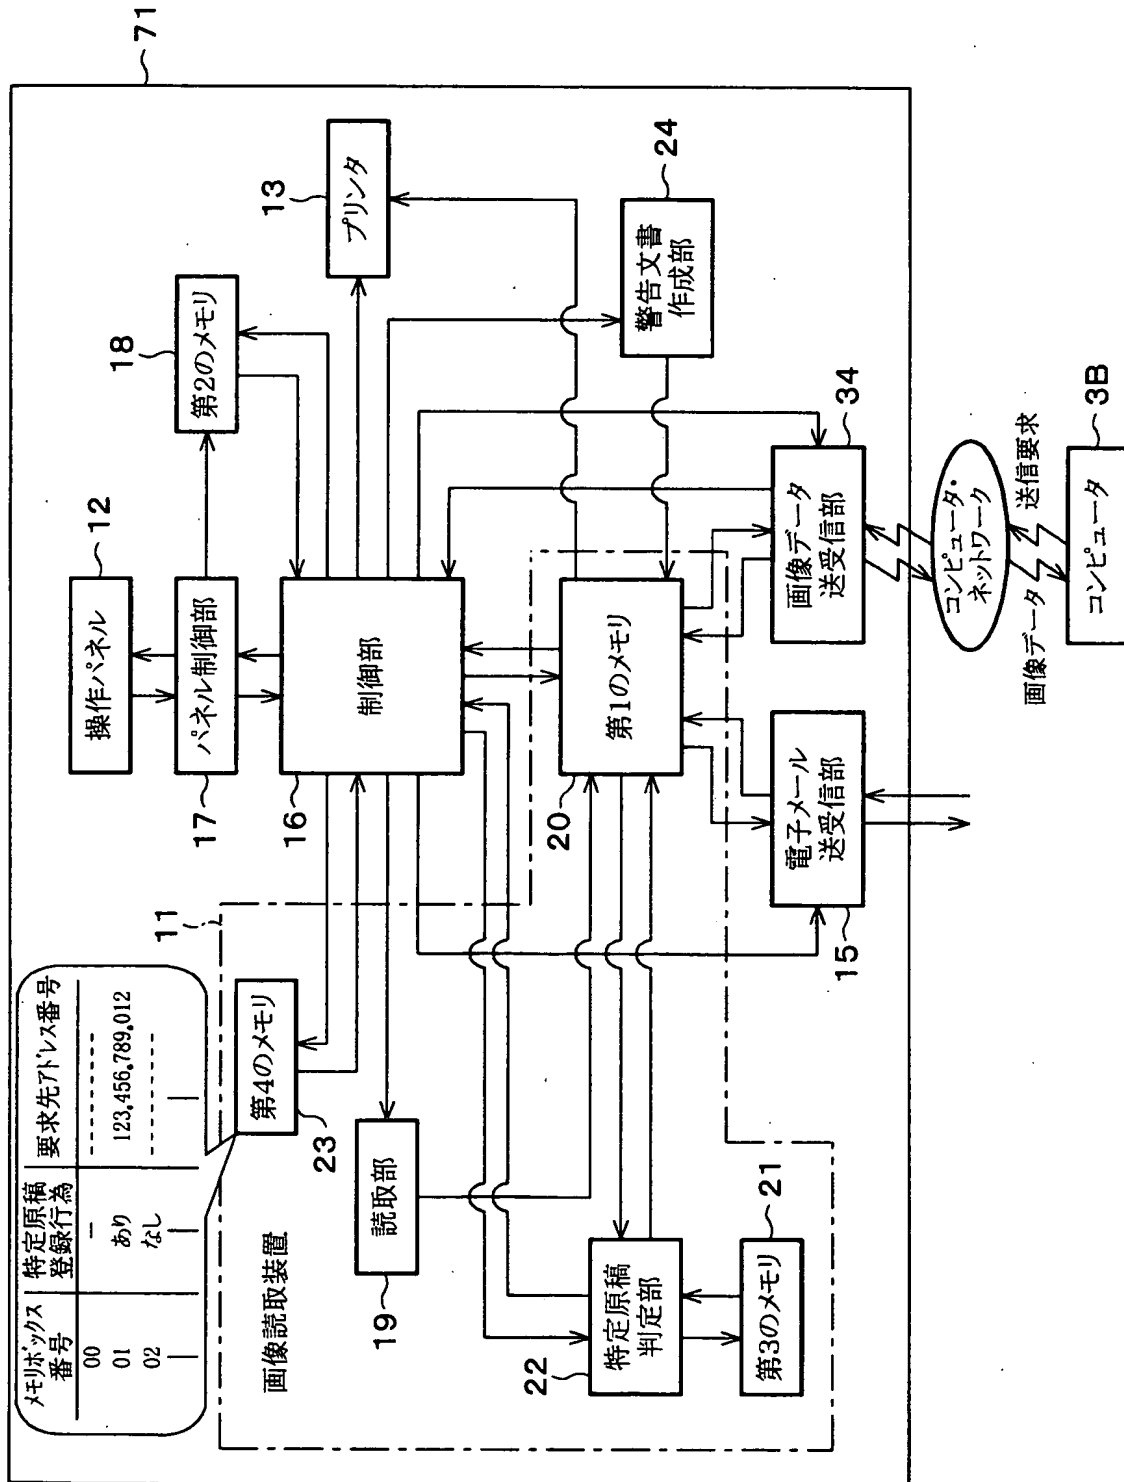 メモリボックス
番号
特定原稿
登録行為
要求先アドレス番号
00
—
---------
01
あり
123.456.789.012
02
なし
---------
11
画像読取装置
第4のメモリ
23
読取部
19
特定原稿
判定部
22
第3のメモリ
21
操作パネル
12
パネル制御部
17
制御部
16
第2のメモリ
18
プリンタ
13
第1のメモリ
20
警告文書
作成部
24
電子メール
送受信部
15
画像データ
送受信部
34
コンピュータ・
ネットワーク
画像データ
送信要求
コンピュータ
3B
71